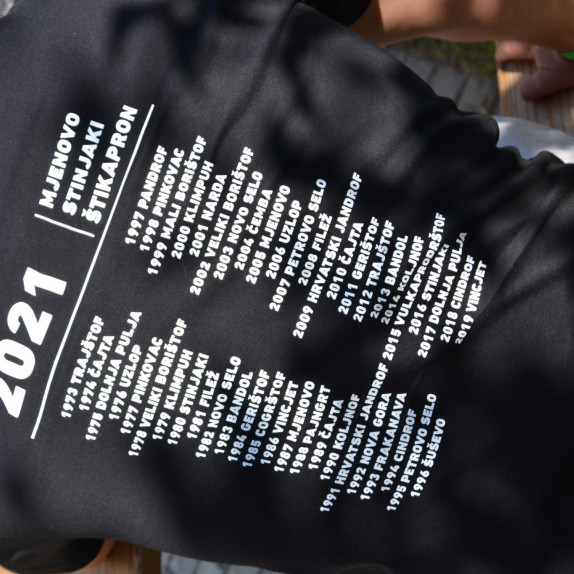 2021
MJENOVO
STINJAKI
ŠTIKAPRON
1973 TRAJŠTOF
1974 ČAJTA
1975 DOLNJA PULJA
1976 UZLOP
1977 PINKOVAC
1978 VELIKI BORIŠTOF
1979 KLIMPUH
1980 STINJAKI
1981 FILEŽ
1982 NOVO SELO
1983 BANDOL
1984 GERIŠTOF
1985 COGRŠTOF
1986 VINCJET
1987 MJENOVO
1988 PAJNGRT
1989 ČAJTA
1990 KOLJNOF
1991 HRVATSKI JANDROF
1992 NOVA GORA
1993 FRAKANAVA
1994 CINDROF
1995 PETROVO SELO
1996 ŠUŠEVO
1997 PANDROF
1998 PINKOVAC
1999 MALI BORIŠTOF
2000 KLIMPUH
2001 NARDA
2002 VELIKI BORIŠTOF
2003 NOVO SELO
2004 ČEMBA
2005 MJENOVO
2006 UZLOP
2007 PETROVO SELO
2008 FILEŽ
2009 HRVATSKI JANDROF
2010 ČAJTA
2011 GERIŠTOF
2012 TRAJŠTOF
2013 BANDOL
2014 KOLJNOF
2015 VULKAPRODRŠTOF
2016 STINJAKI
2017 DOLNJA PULJA
2018 CINDROF
2019 VINCJET